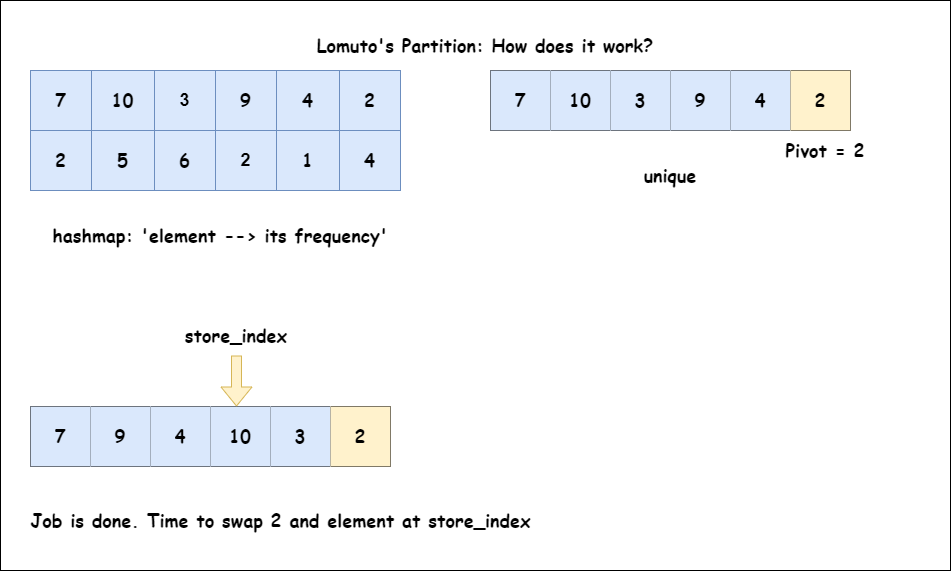 Lomuto's Partition: How does it work?
7 10 3 9 4 2
2 5 6 2 1 4
hashmap: 'element --> its frequency'
7 10 3 9 4 2
Pivot = 2
unique
store_index
7 9 4 10 3 2
Job is done. Time to swap 2 and element at store_index